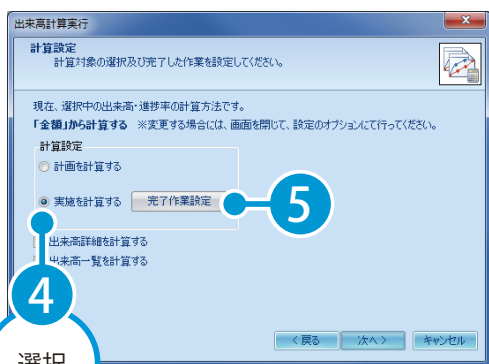 出来高計算実行
計算設定
計算対象の選択及び完了した作業を設定してください。
現在、選択中の出来高・進捗率の計算方法です。
「金額」から計算する ※変更する場合には、画面を閉じて、設定のオプションにて行ってください。
計算設定
計画を計算する
実施を計算する 完了作業設定
5
出来高詳細を計算する
出来高一覧を計算する
4
選択
< 戻る 次へ > キャンセル